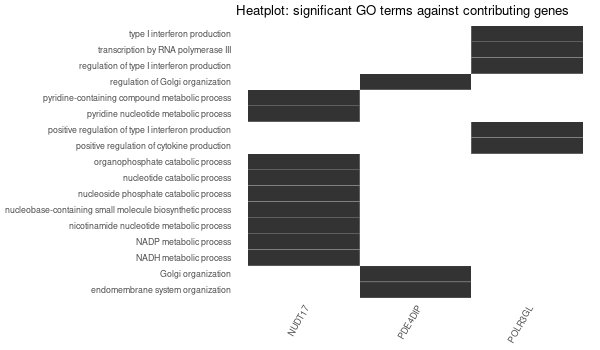 Heatplot: significant GO terms against contributing genes
type I interferon production
transcription by RNA polymerase III
regulation of type I interferon production
regulation of Golgi organization
pyridine-containing compound metabolic process
pyridine nucleotide metabolic process
positive regulation of type I interferon production
positive regulation of cytokine production
organophosphate catabolic process
nucleotide catabolic process
nucleoside phosphate catabolic process
nucleobase-containing small molecule biosynthetic process
nicotinamide nucleotide metabolic process
NADP metabolic process
NADH metabolic process
Golgi organization
endomembrane system organization
NUDT17
PDE4DIP
POLR3GL